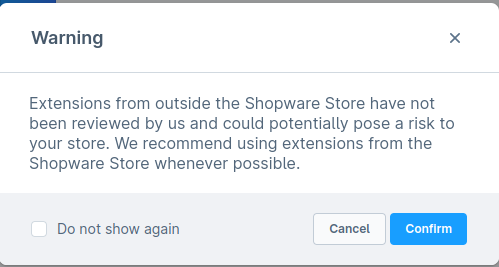 Warning
Extensions from outside the Shopware Store have not
been reviewed by us and could potentially pose a risk to
your store. We recommend using extensions from the
Shopware Store whenever possible.
Do not show again
Cancel
Confirm